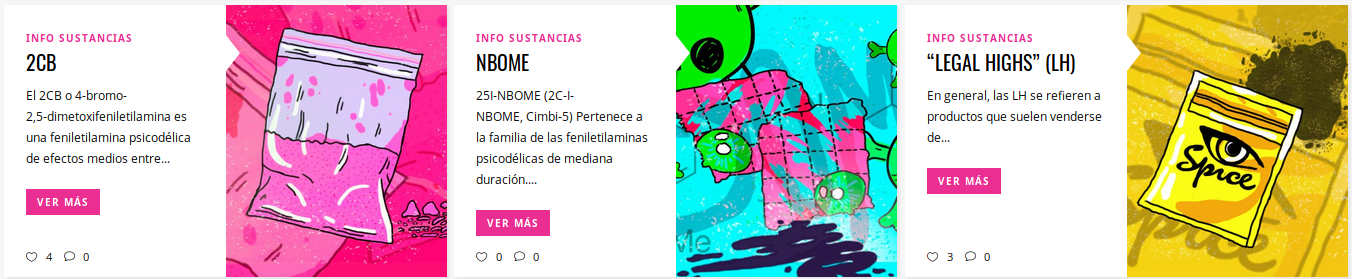 INFO SUSTANCIAS
2CB
El 2CB o 4-bromo-
2,5-dimetoxifeniletilamina es
una feniletilamina psicodélica
de efectos medios entre...
VER MÁS
4 0
INFO SUSTANCIAS
NBOME
25I-NBOME (2C-I-
NBOME, Cimbi-5) Pertenece a
la familia de las feniletilaminas
psicodélicas de mediana
duración....
VER MÁS
0 0
Me
INFO SUSTANCIAS
“LEGAL HIGHS” (LH)
En general, las LH se refieren a
productos que suelen venderse
de...
VER MÁS
3 0
Spice